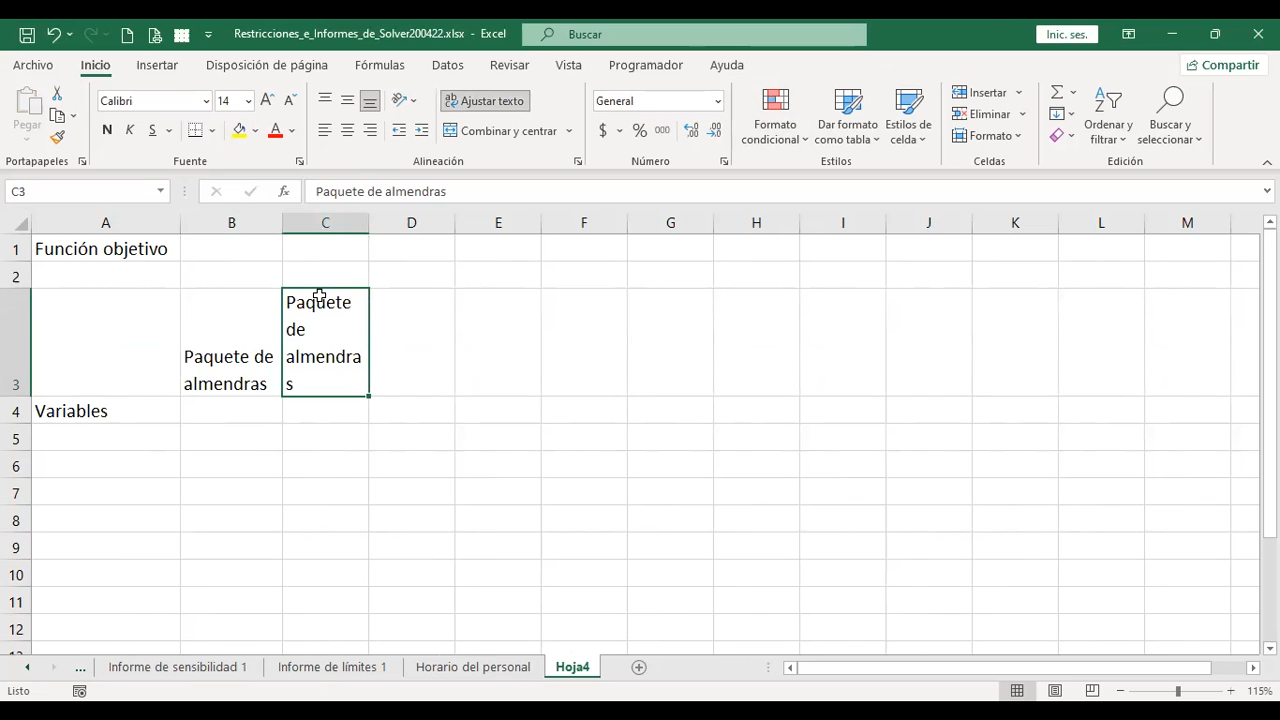 Restricciones_e_Informes_de_Solver200422.xlsx - Excel
Buscar
Inic. ses.
Archivo Inicio Insertar Disposición de página Fórmulas Datos Revisar Vista Programador Ayuda
Compartir
Pegar
Calibri 14
N K S
ab Ajustar texto
Combinar y centrar
General
$ % 000
Formato condicional
Dar formato como tabla
Estilos de celda
Insertar
Eliminar
Formato
Ordenar y filtrar
Buscar y seleccionar
Portapapeles Fuente Alineación Número Estilos Celdas Edición
C3 fx Paquete de almendras
A B C D E F G H I J K L M
1 Función objetivo
2
Paquete
de
Paquete de almendra
3 almendras s
4 Variables
5
6
7
8
9
10
11
12
... Informe de sensibilidad 1 Informe de límites 1 Horario del personal Hoja4
Listo 115%